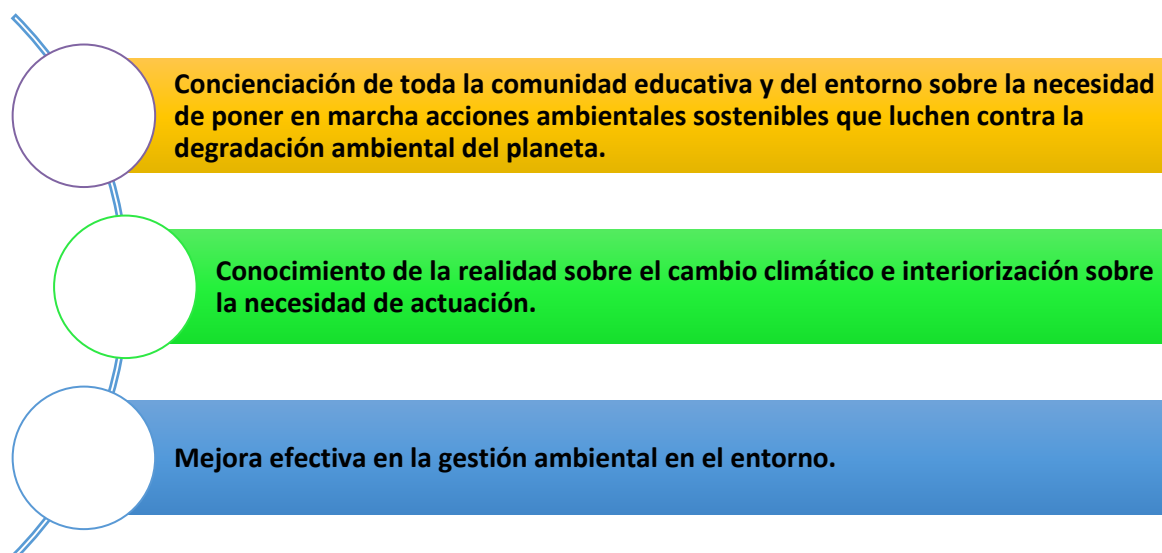 Concienciación de toda la comunidad educativa y del entorno sobre la necesidad
de poner en marcha acciones ambientales sostenibles que luchen contra la
degradación ambiental del planeta.
Conocimiento de la realidad sobre el cambio climático e interiorización sobre
la necesidad de actuación.
Mejora efectiva en la gestión ambiental en el entorno.